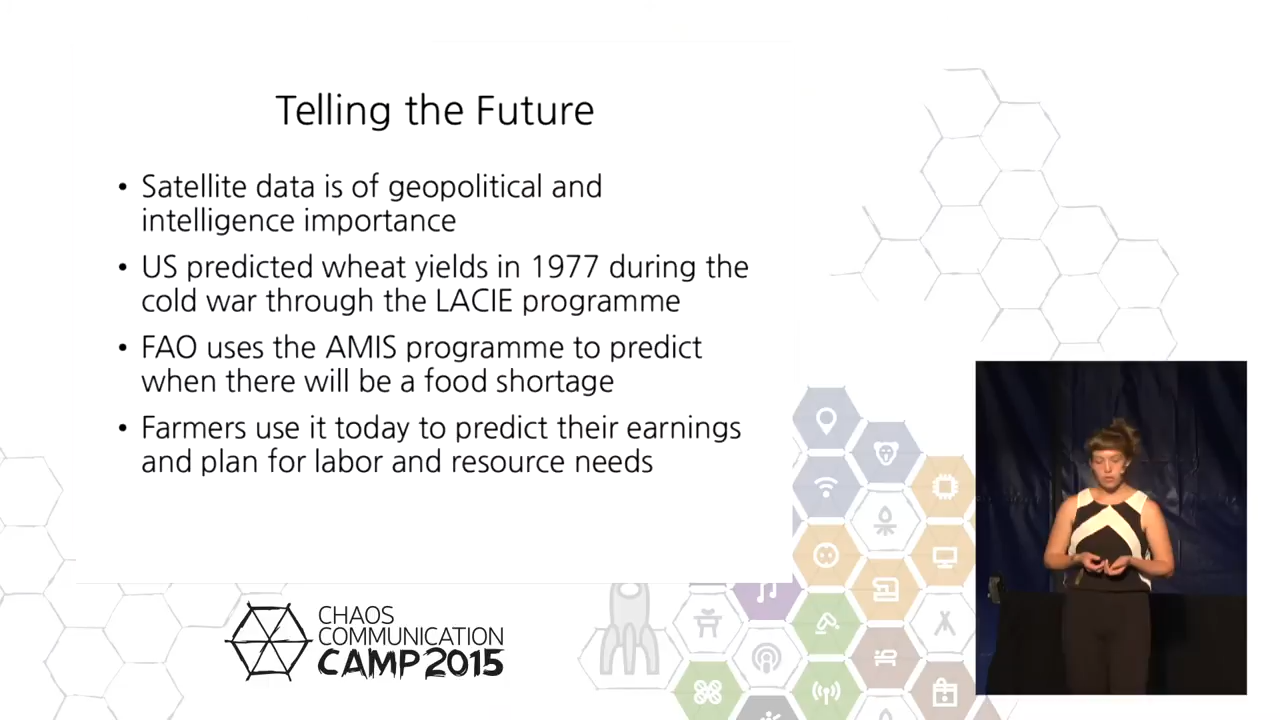 Telling the Future
• Satellite data is of geopolitical and
intelligence importance
• US predicted wheat yields in 1977 during the
cold war through the LACIE programme
• FAO uses the AMIS programme to predict
when there will be a food shortage
• Farmers use it today to predict their earnings
and plan for labor and resource needs
CHAOS
COMMUNICATION
CAMP 2015